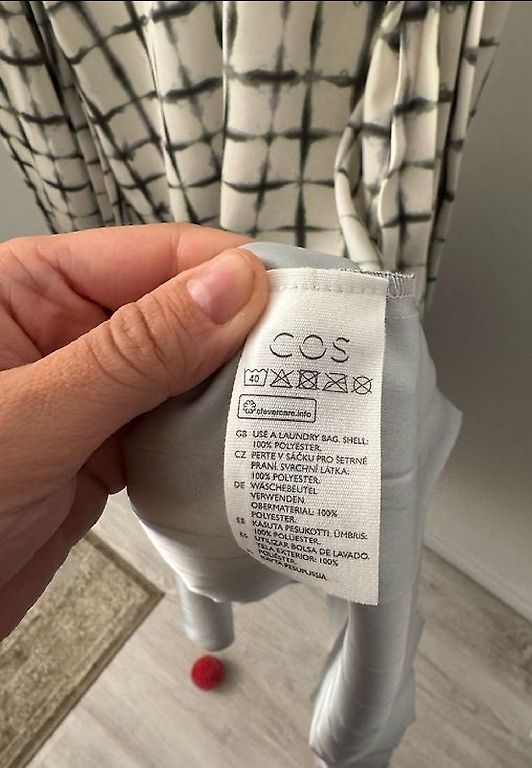 COS
40
clevercare.info
GB USE A LAUNDRY BAG. SHELL:
100% POLYESTER.
CZ PERTE V SÁČKU PRO ŠETRNÉ
PRANÍ. SVRCHNÍ LÁTKA:
100% POLYESTER.
DE WÄSCHEBEUTEL
VERWENDEN.
OBERMATERIAL: 100%
POLYESTER.
EE KASUTA PESUKOTTI. ÜMBRIS:
100% POLÜESTER.
ES UTILIZAR BOLSA DE LAVADO.
TELA EXTERIOR: 100%
POLIÉSTER.
PESUPUSSIA.